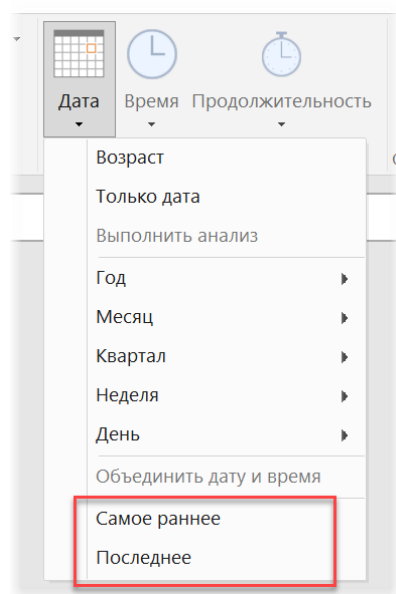 Дата Время Продолжительность
Возраст
Только дата
Выполнить анализ
Год
Месяц
Квартал
Неделя
День
Объединить дату и время
Самое раннее
Последнее